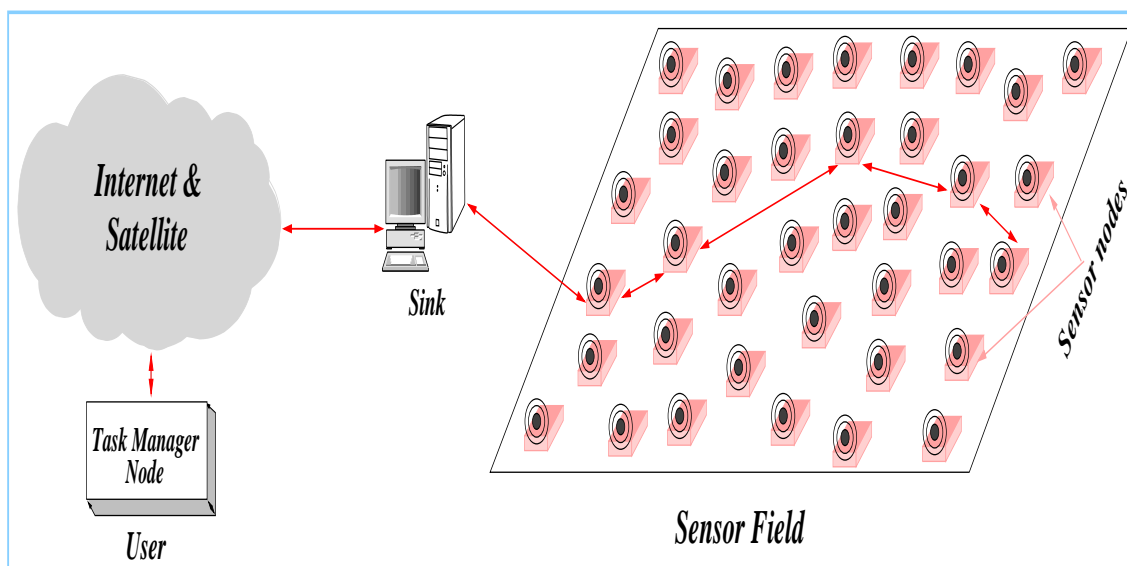 Internet &
Satellite
Sink
Sensor nodes
Task Manager
Node
User
Sensor Field